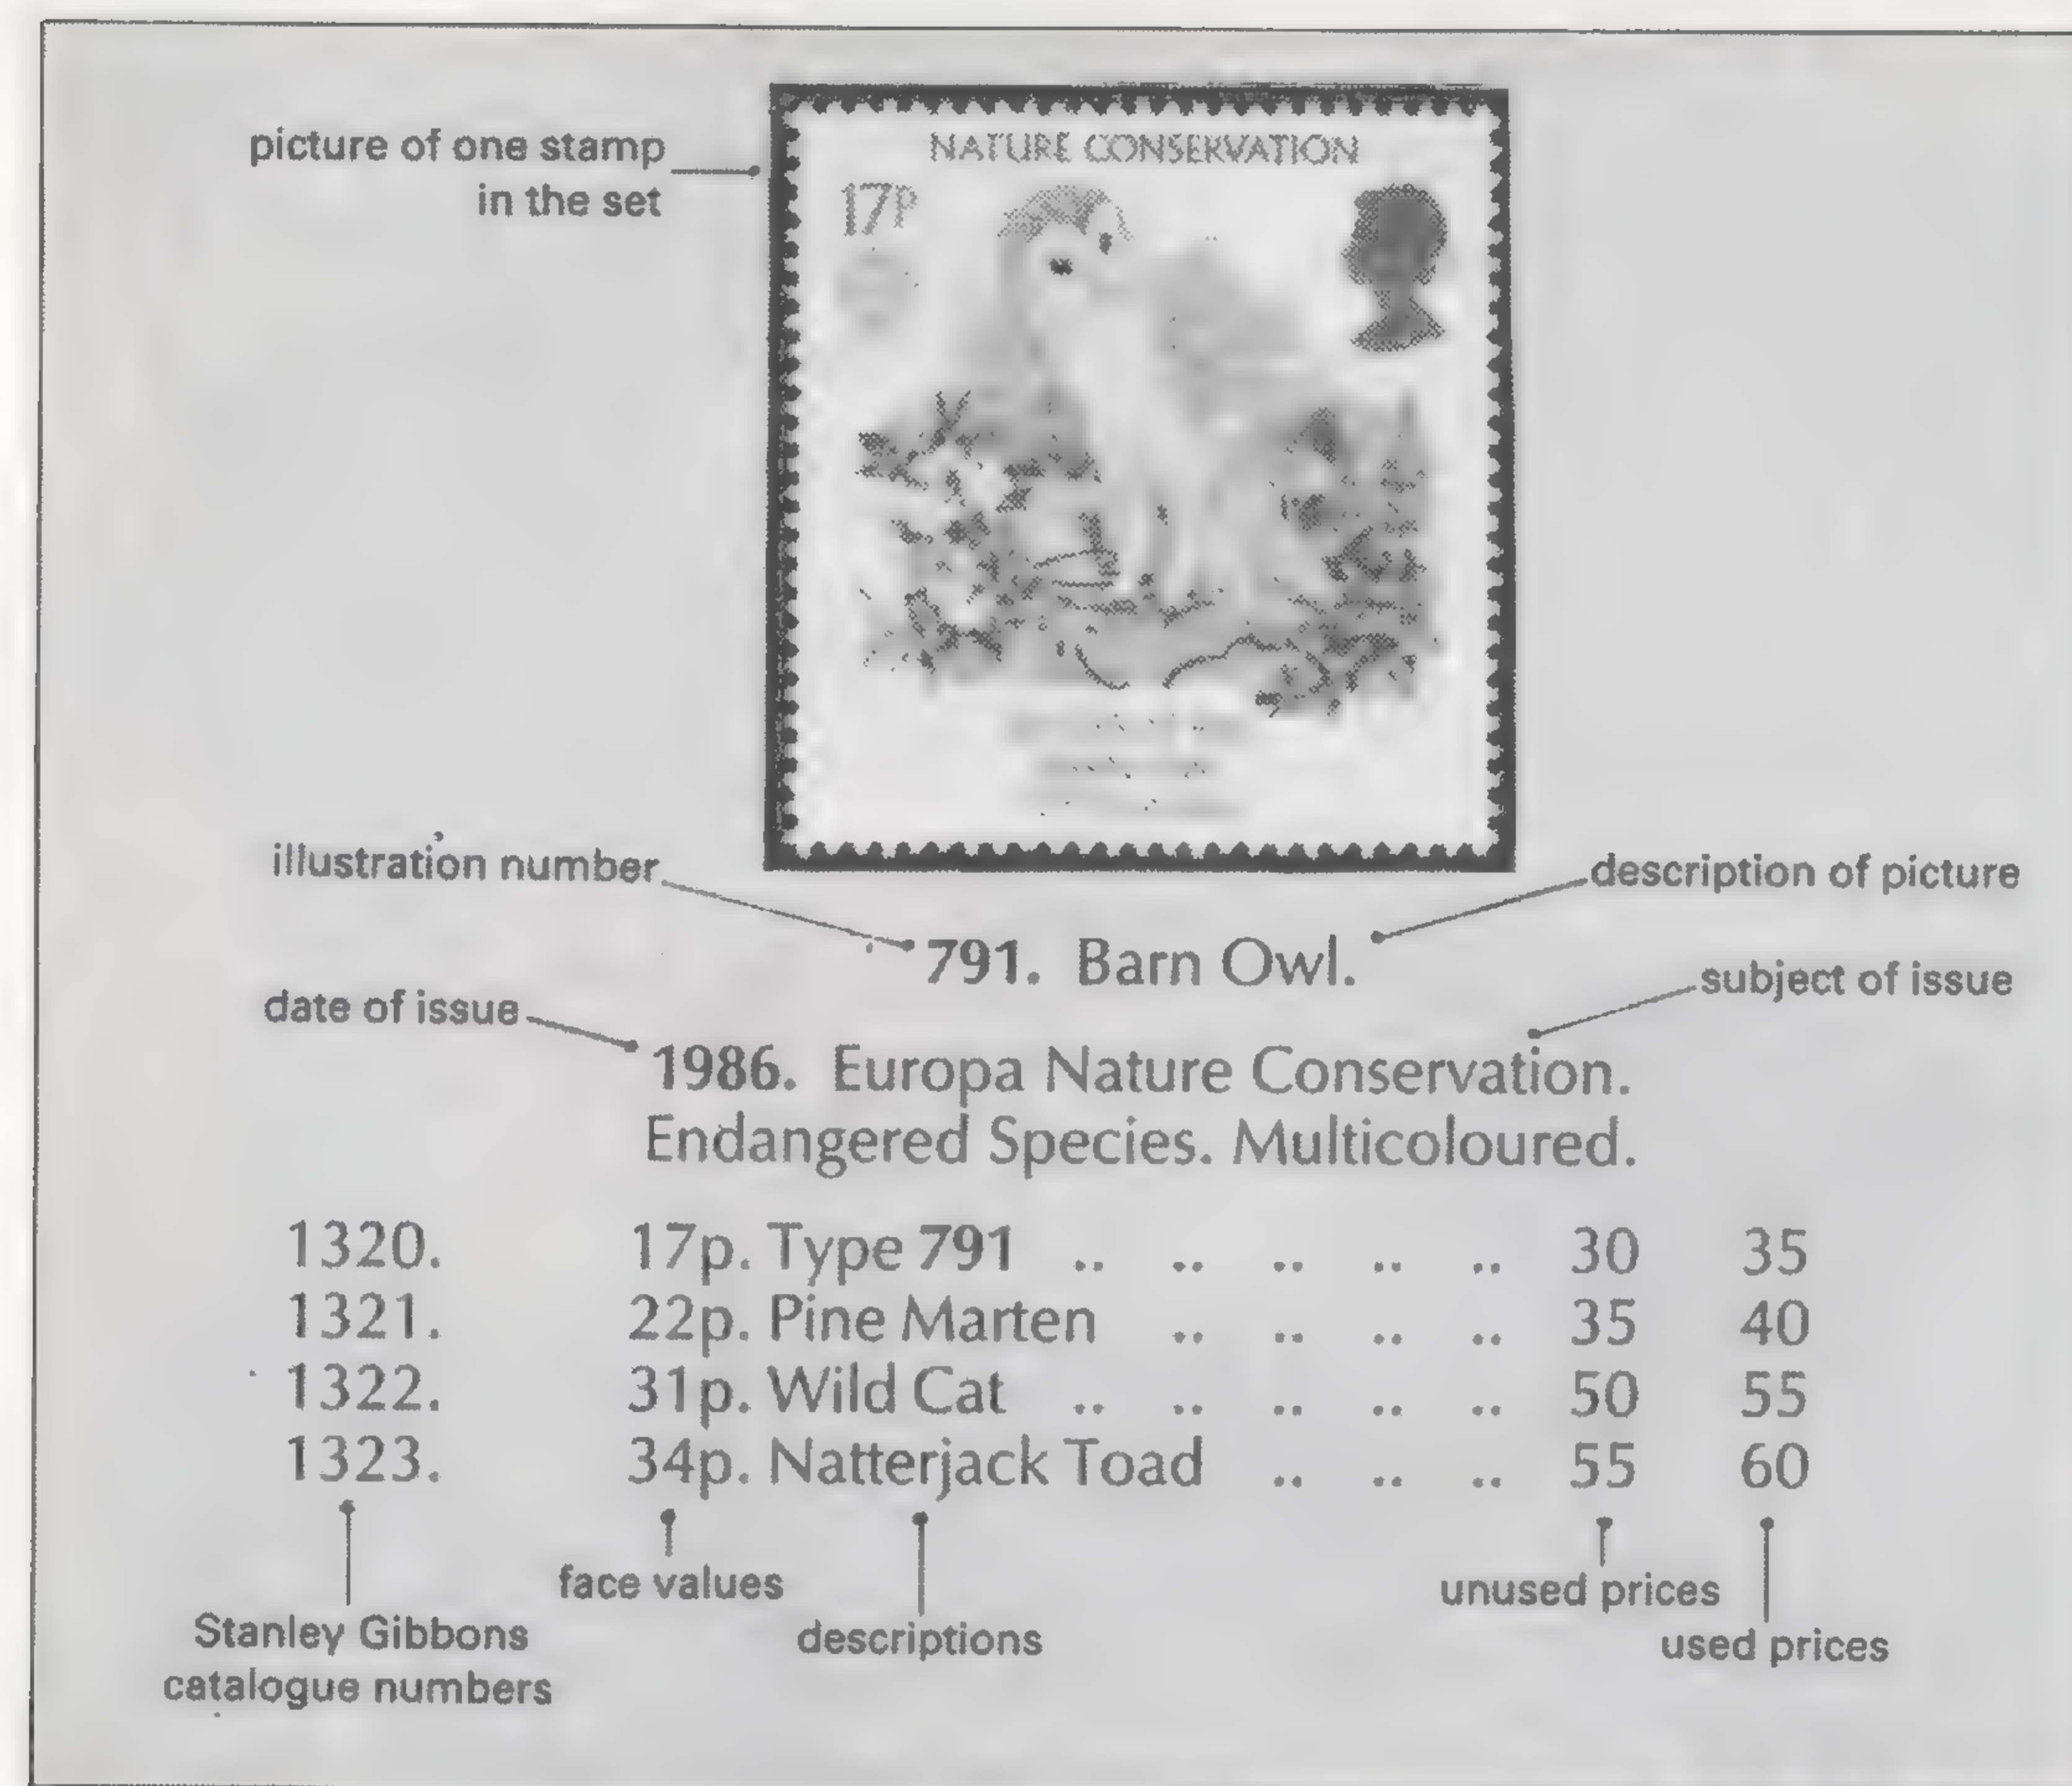 picture of one stamp
in the set
NATURE CONSERVATION
17P
illustration number
description of picture
791. Barn Owl.
date of issue
subject of issue
1986. Europa Nature Conservation.
Endangered Species. Multicoloured.
1320. 17p. Type 791 .. .. .. .. .. 30 35
1321. 22p. Pine Marten .. .. .. .. 35 40
1322. 31p. Wild Cat .. .. .. .. .. 50 55
1323. 34p. Natterjack Toad .. .. .. 55 60
face values
unused prices
Stanley Gibbons
descriptions
used prices
catalogue numbers